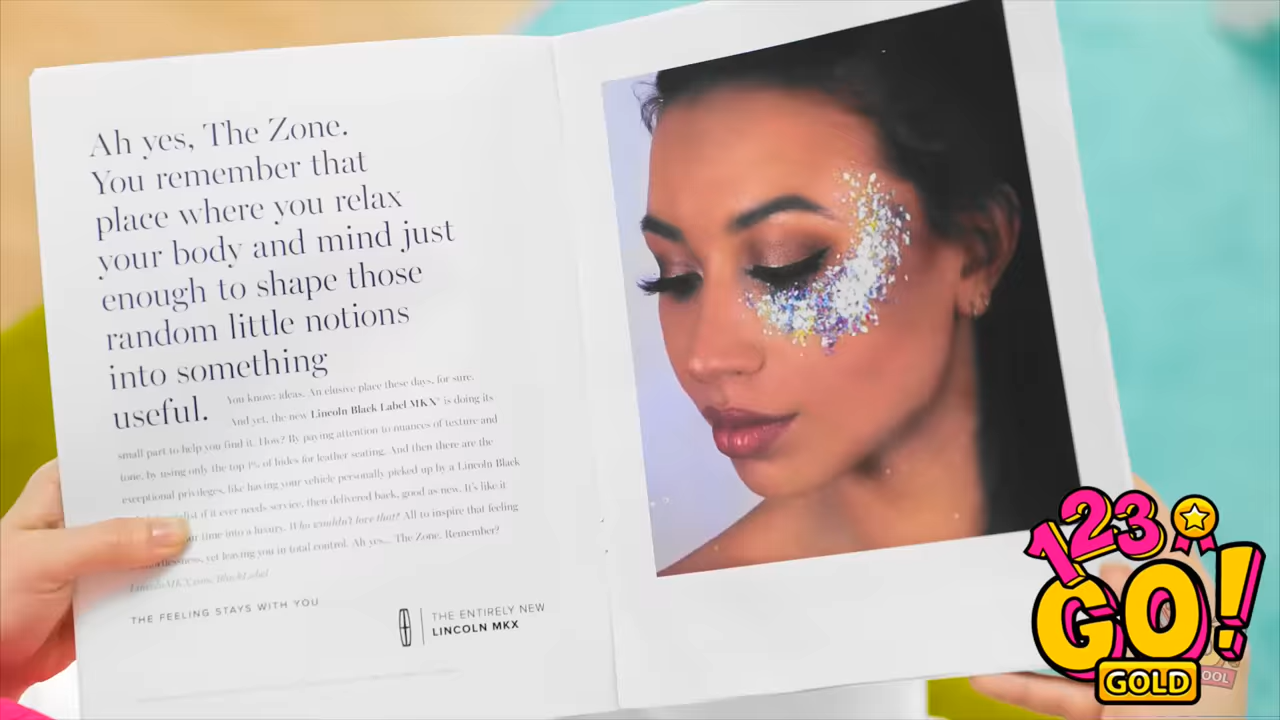 Ah yes, The Zone.
You remember that
place where you relax
your body and mind just
enough to shape those
random little notions
into something
useful. You know: ideas. An elusive place these days, for sure.
And yet, the new Lincoln Black Label MKX® is doing its
small part to help you find it. How? By paying attention to nuances of texture and
tone, by using only the top 1% of hides for leather seating. And then there are the
exceptional privileges, like having your vehicle personally picked up by a Lincoln Black
if it ever needs service, then delivered back, good as new. It's like it
time into a luxury. Who wouldn't love that? All to inspire that feeling
yet leaving you in total control. Ah yes... The Zone. Remember?
LincolnMKX.com/BlackLabel
THE FEELING STAYS WITH YOU
THE ENTIRELY NEW
LINCOLN MKX
123
GO!
GOLD